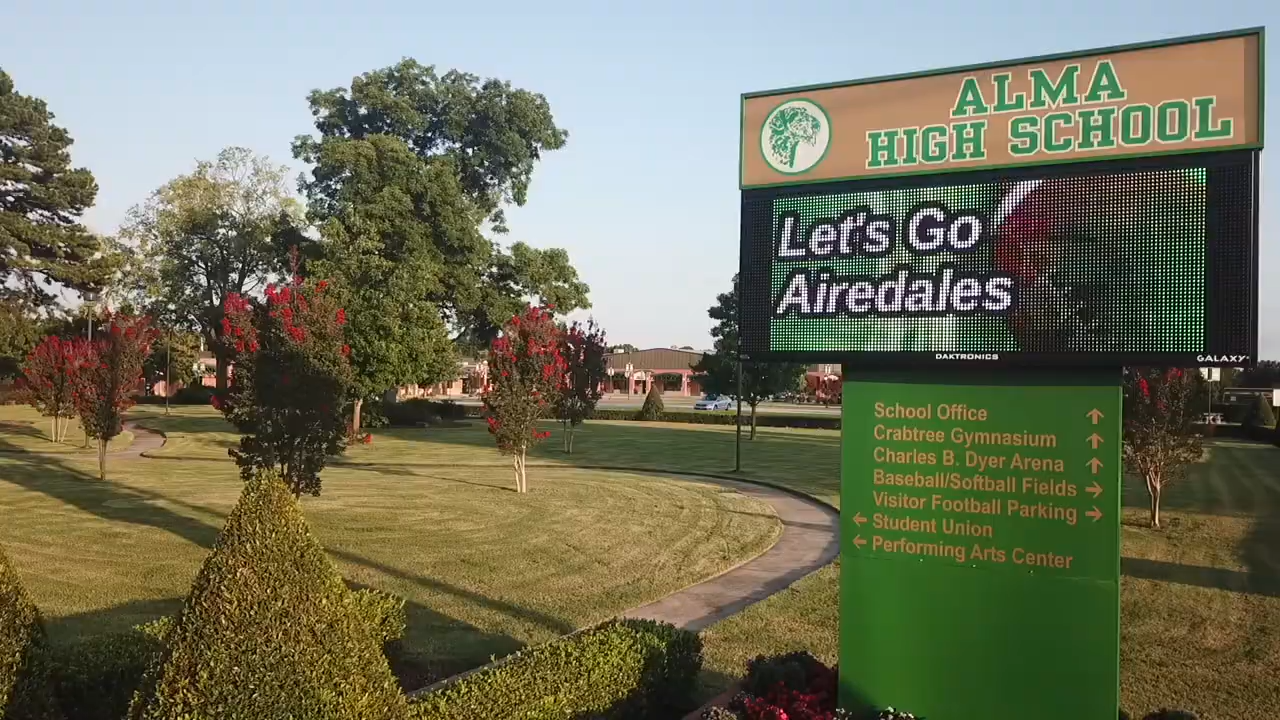 ALMA
HIGH SCHOOL
Let's Go
Airedales
DAKTRONICS
GALAXY
School Office ↑
Crabtree Gymnasium ↑
Charles B. Dyer Arena ↑
Baseball/Softball Fields →
Visitor Football Parking →
← Student Union
← Performing Arts Center